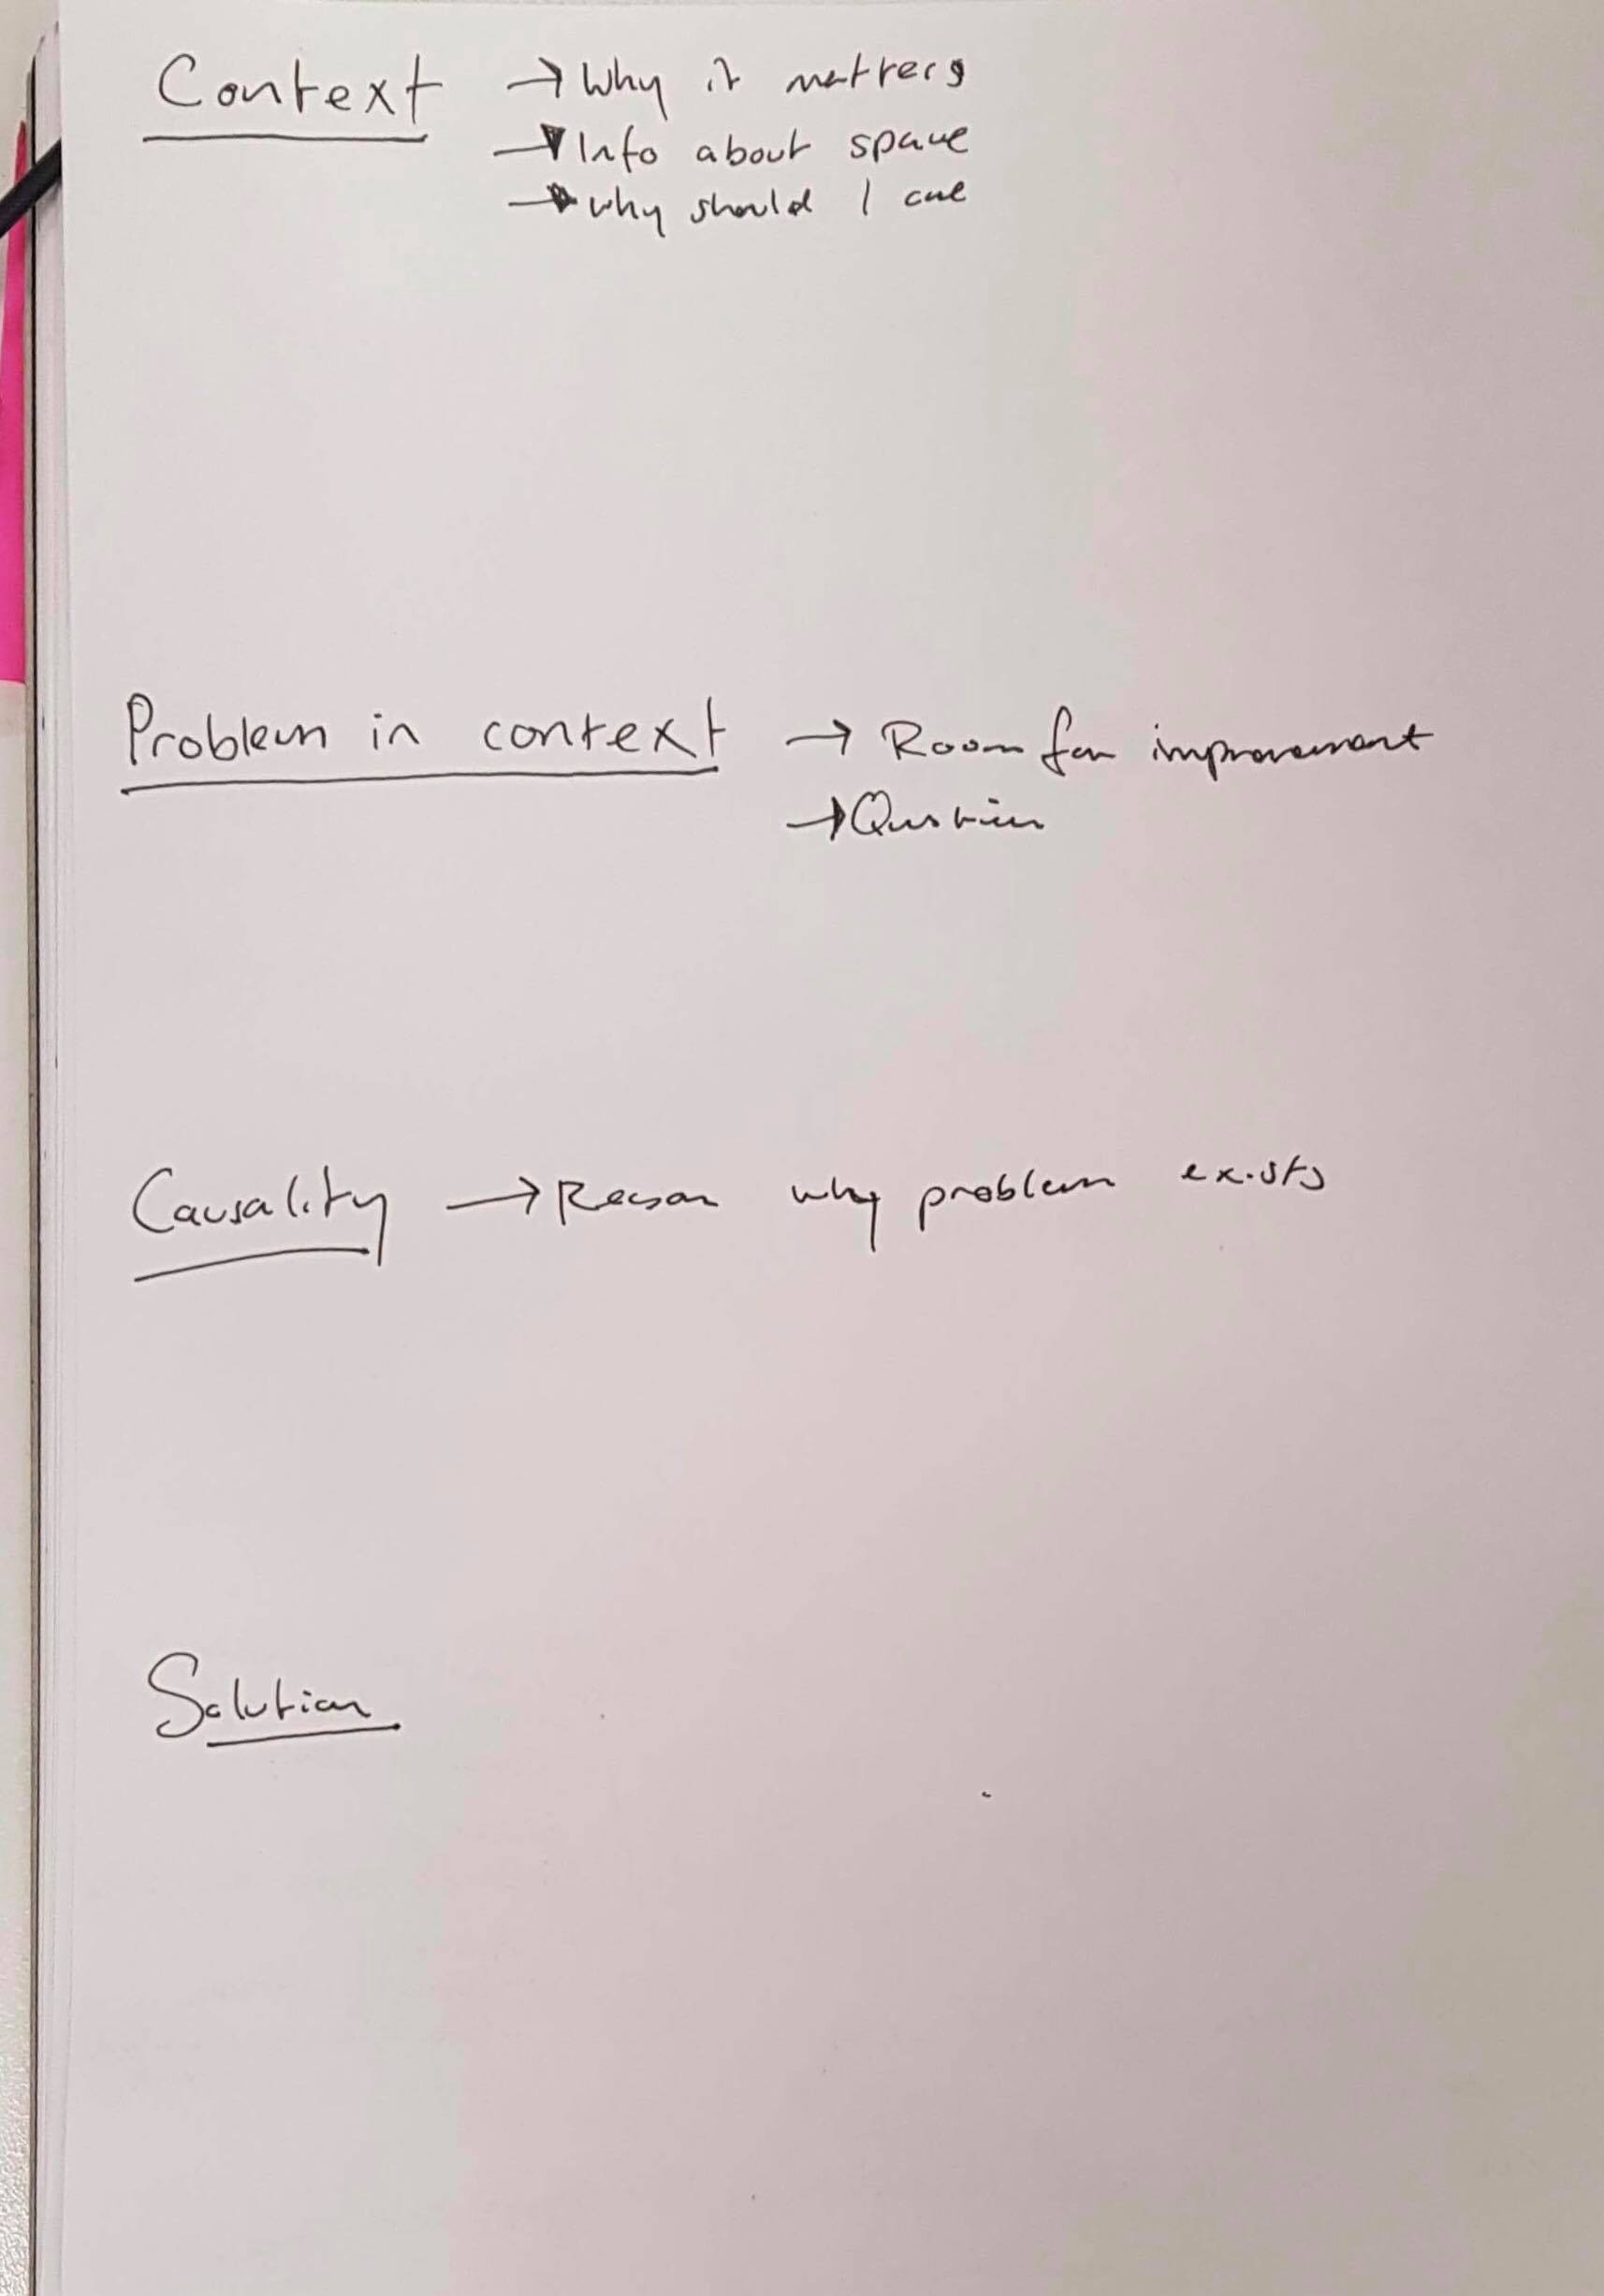 Context → Why it matters
→ Info about space
→ why should I care
Problem in context → Room for improvement
→ Question
Causality → Reason why problem exists
Solution